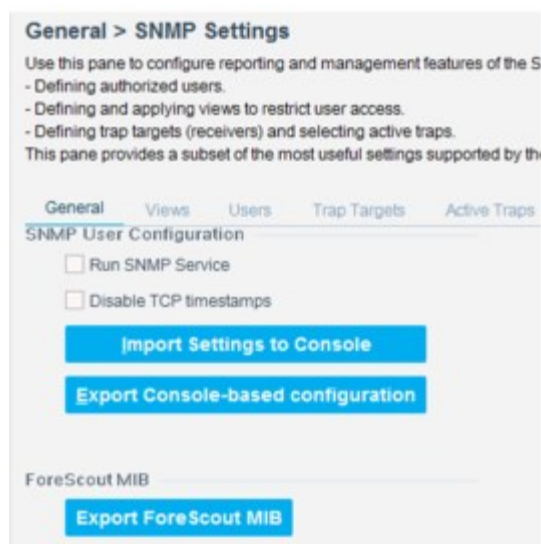 General > SNMP Settings
Use this pane to configure reporting and management features of the S
- Defining authorized users.
- Defining and applying views to restrict user access.
- Defining trap targets (receivers) and selecting active traps.
This pane provides a subset of the most useful settings supported by the
General Views Users Trap Targets Active Traps
SNMP User Configuration
Run SNMP Service
Disable TCP timestamps
Import Settings to Console
Export Console-based configuration
ForeScout MIB
Export ForeScout MIB